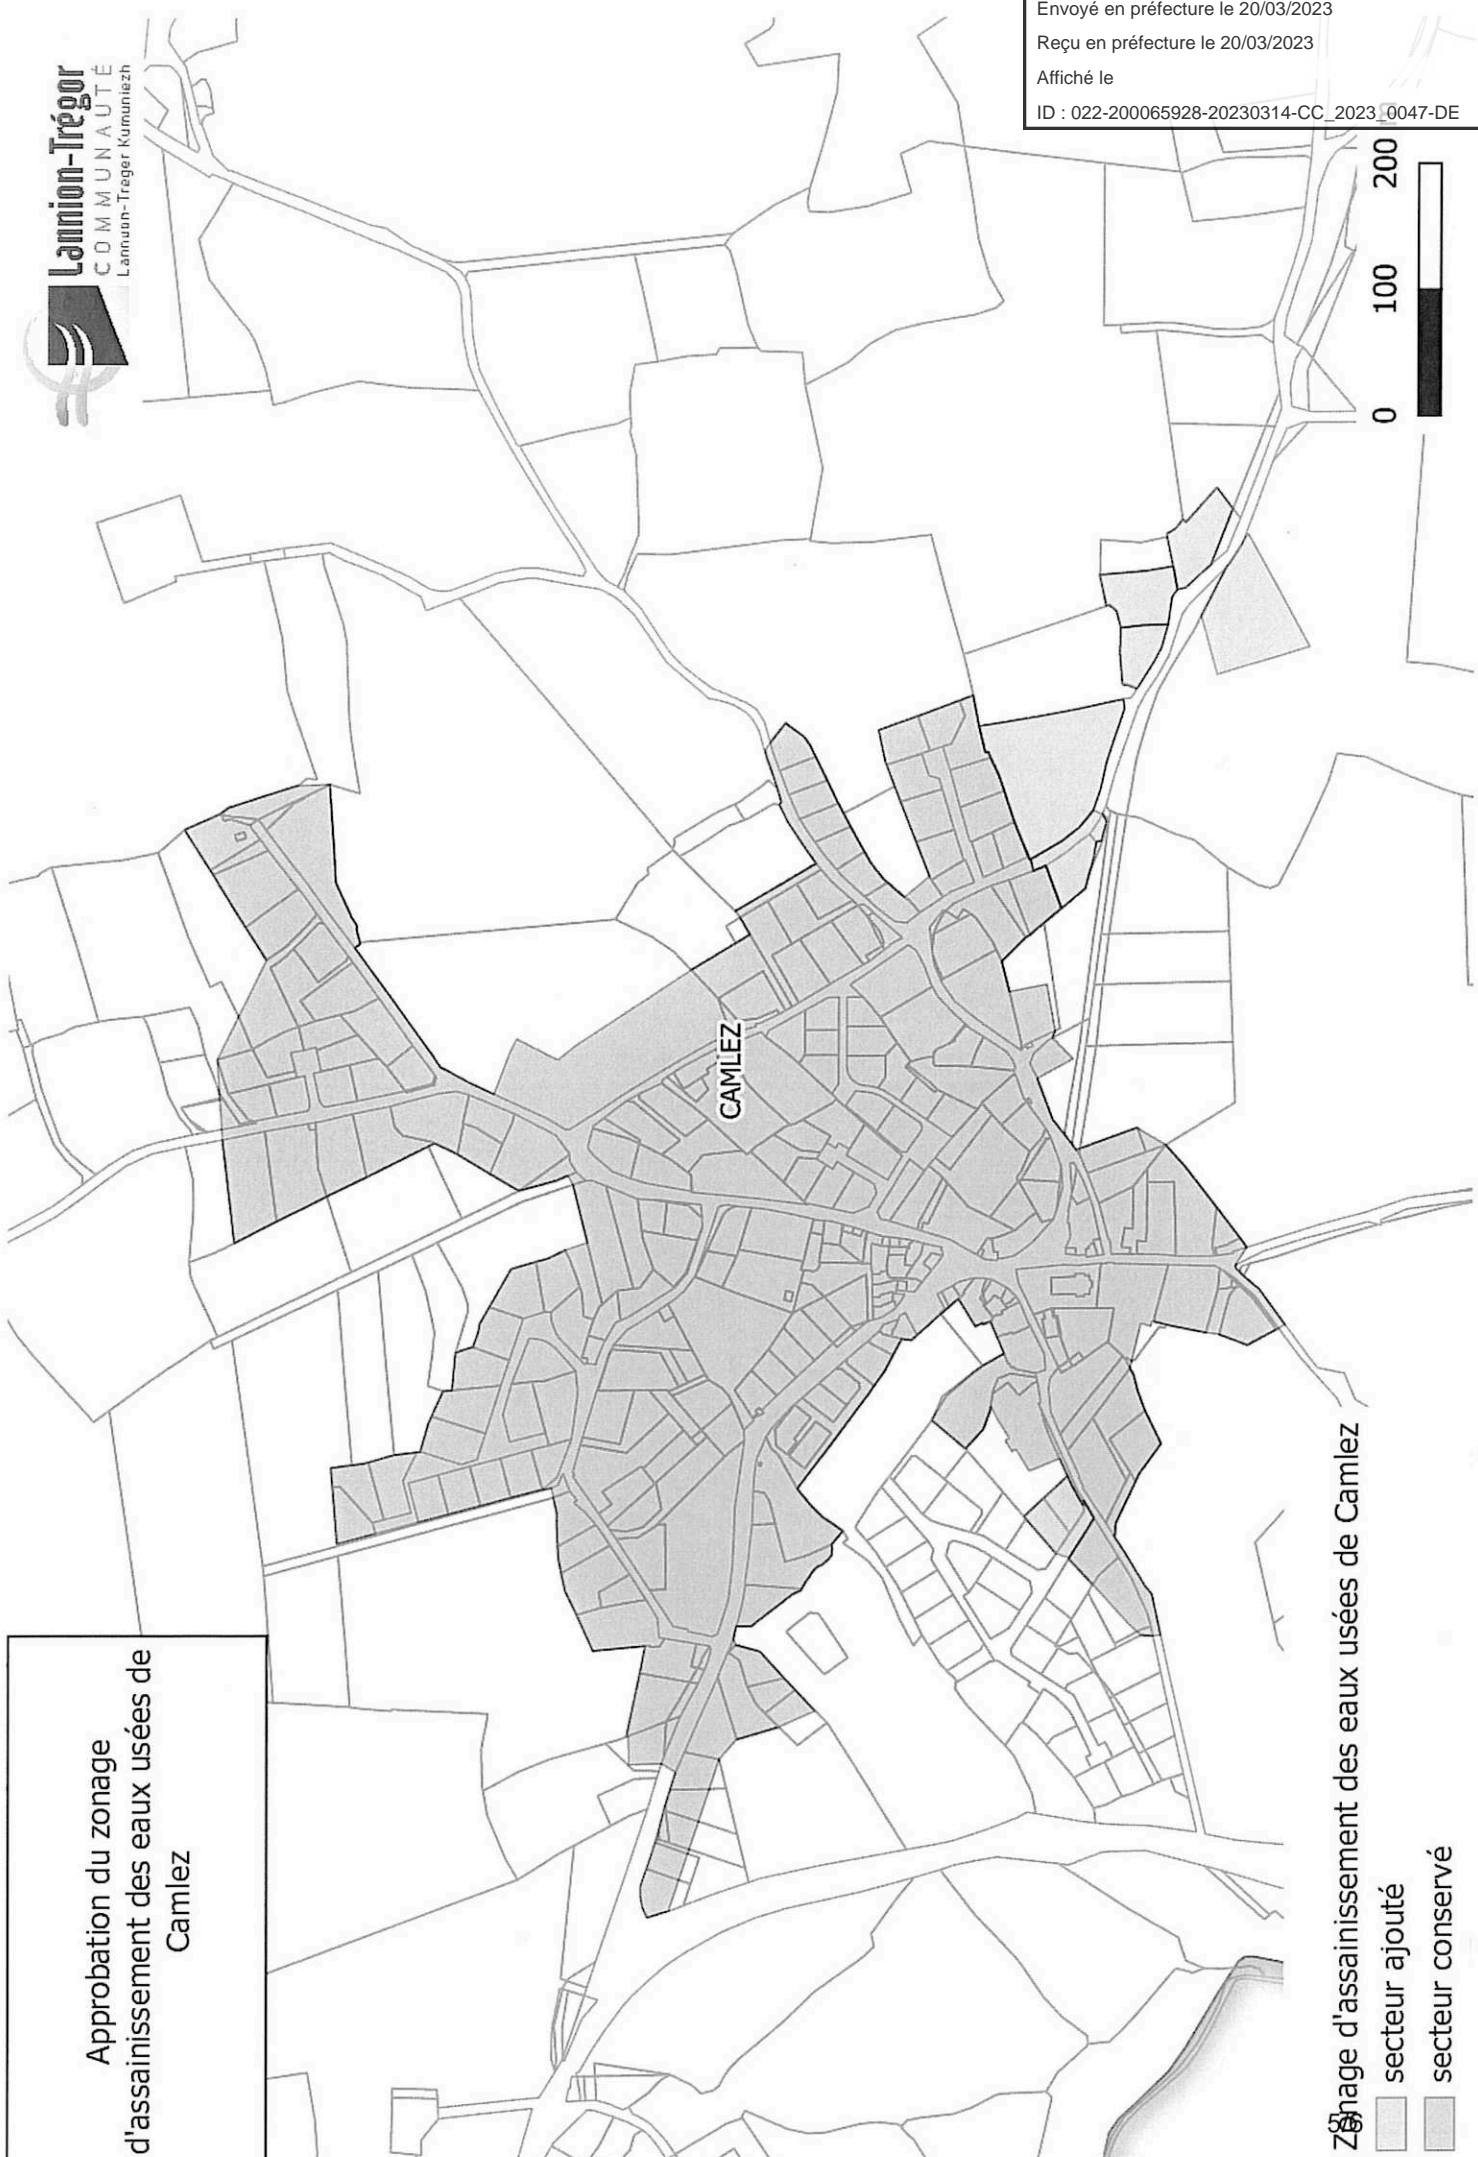 Envoyé en préfecture le 20/03/2023
Reçu en préfecture le 20/03/2023
Affiché le
ID : 022-200065928-20230314-CC_2023_0047-DE
Lannion-Trégor
COMMUNAUTÉ
Lannuon-Treger Kumuniezh
Approbation du zonage
d'assainissement des eaux usées de
Camlez
CAMLEZ
0 100 200 m
Zonage d'assainissement des eaux usées de Camlez
secteur ajouté
secteur conservé